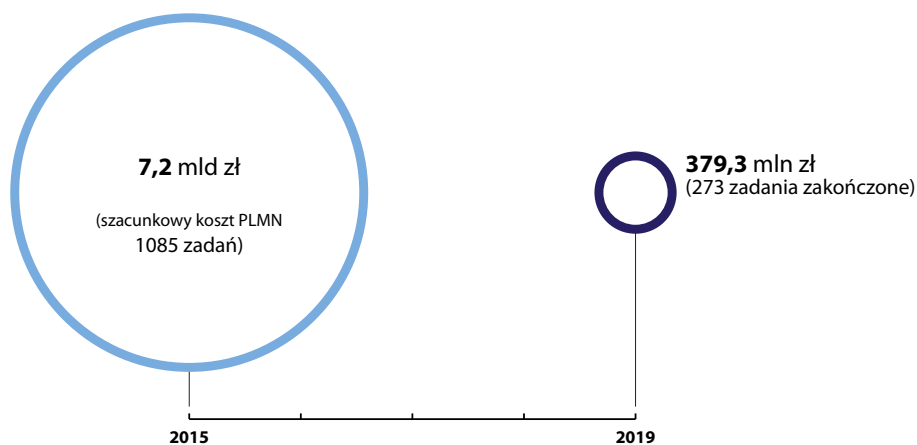 7,2 mld zł
(szacunkowy koszt PLMN
1085 zadań)
379,3 mln zł
(273 zadania zakończone)
2015
2019